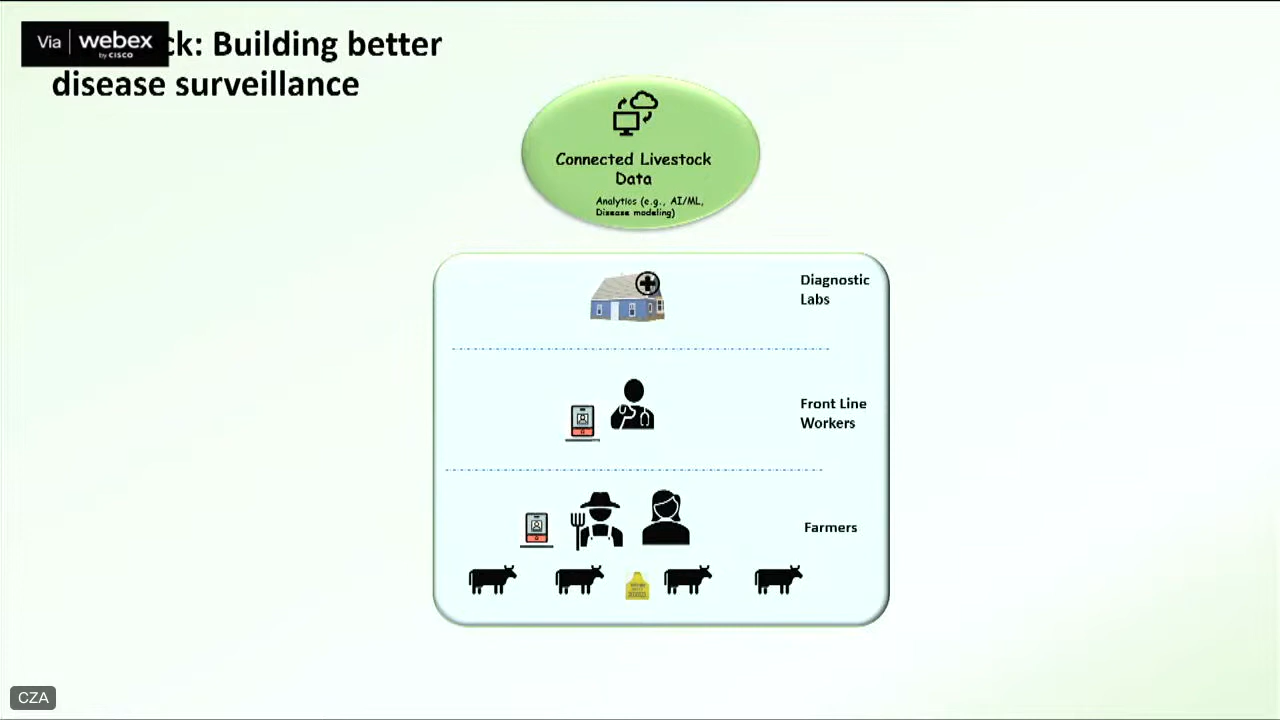 Via webex
by CISCO
ck: Building better
disease surveillance
Connected Livestock
Data
Analytics (e.g., AI/ML,
Disease modeling)
Diagnostic
Labs
Front Line
Workers
Farmers
CZA